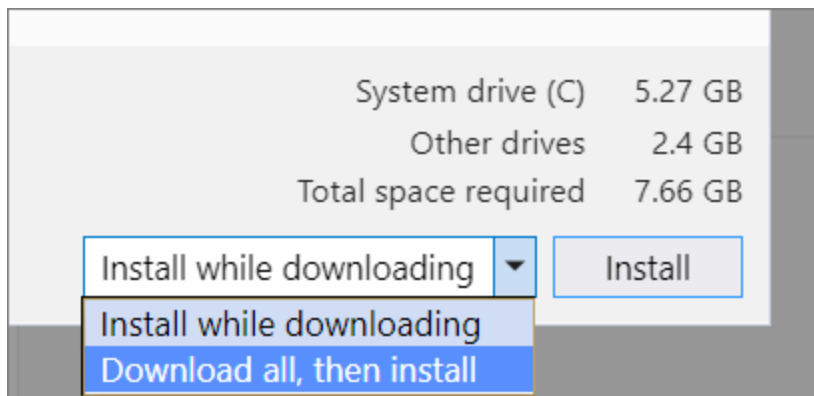 System drive (C) 5.27 GB
Other drives 2.4 GB
Total space required 7.66 GB
Install while downloading Install
Install while downloading
Download all, then install